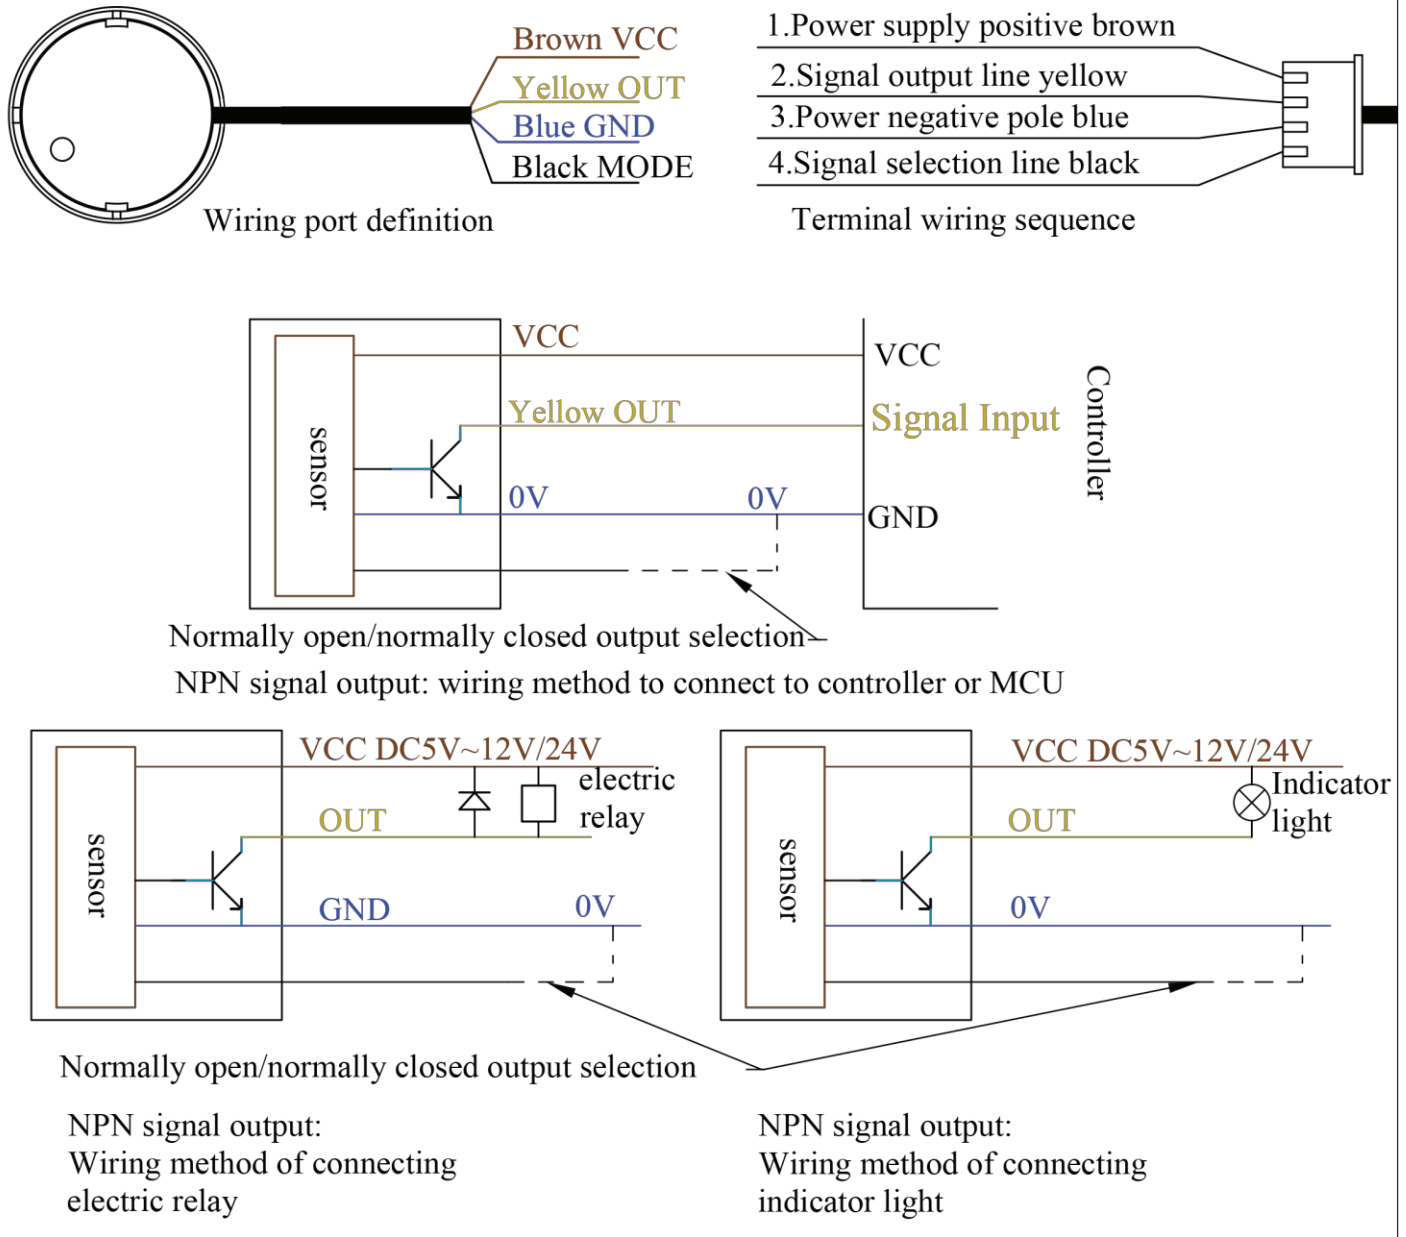 Brown VCC
Yellow OUT
Blue GND
Black MODE
Wiring port definition
1.Power supply positive brown
2.Signal output line yellow
3.Power negative pole blue
4.Signal selection line black
Terminal wiring sequence
sensor
VCC
Yellow OUT
0V
0V
VCC
Signal Input
GND
Controller
Normally open/normally closed output selection
NPN signal output: wiring method to connect to controller or MCU
sensor
VCC DC5V~12V/24V
electric
relay
OUT
GND
0V
sensor
VCC DC5V~12V/24V
Indicator
light
OUT
0V
Normally open/normally closed output selection
NPN signal output:
Wiring method of connecting
electric relay
NPN signal output:
Wiring method of connecting
indicator light